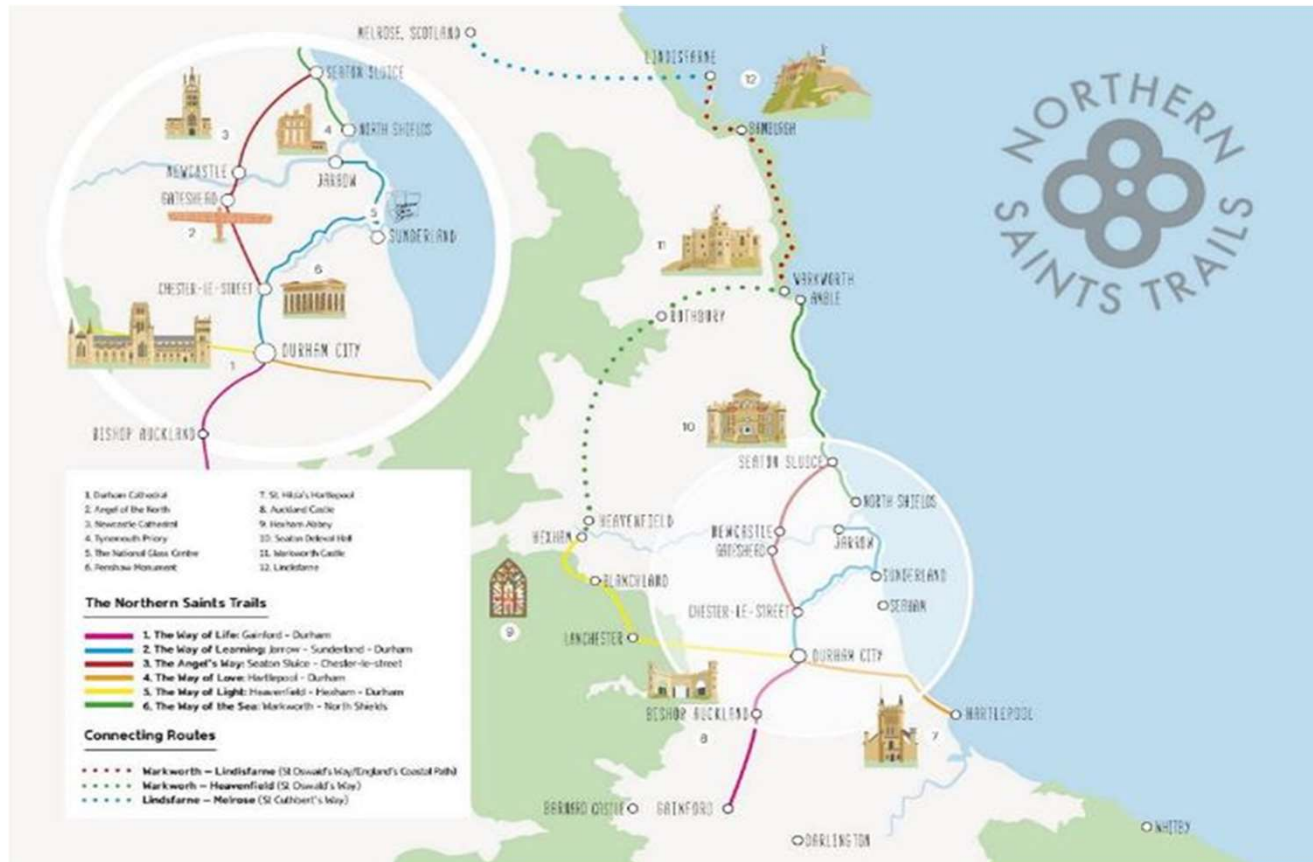 MELROSE, SCOTLAND
LINDISFARNE
12
BAMBURGH
NORTHERN
SAINTS TRAILS
SEATON SLUICE
3
4
NORTH SHIELDS
NEWCASTLE
JARROW
GATESHEAD
5
2
SUNDERLAND
6
CHESTER-LE-STREET
1
DURHAM CITY
BISHOP AUCKLAND
11
WARKWORTH
AMBLE
ROTHBURY
10
SEATON SLUICE
NORTH SHIELDS
HEAVENFIELD
NEWCASTLE
HEXHAM
JARROW
GATESHEAD
BLANCHLAND
SUNDERLAND
SEAHAM
CHESTER-LE-STREET
9
LANCHESTER
DURHAM CITY
BISHOP AUCKLAND
HARTLEPOOL
8
7
BARNARD CASTLE
GAINFORD
WHITBY
DARLINGTON
1. Durham Cathedral
2. Angel of the North
3. Newcastle Cathedral
4. Tynemouth Priory
5. The National Glass Centre
6. Penshaw Monument
7. St. Hilda's Hartlepool
8. Auckland Castle
9. Hexham Abbey
10. Seaton Delaval Hall
11. Warkworth Castle
12. Lindisfarne
The Northern Saints Trails
1. The Way of Life: Gainford - Durham
2. The Way of Learning: Jarrow - Sunderland - Durham
3. The Angel's Way: Seaton Sluice - Chester-le-street
4. The Way of Love: Hartlepool - Durham
5. The Way of Light: Heavenfield - Hexham - Durham
6. The Way of the Sea: Warkworth - North Shields
Connecting Routes
Warkworth – Lindisfarne (St Oswald's Way/England's Coastal Path)
Warkworh – Heavenfield (St Oswald's Way)
Lindsfarne – Melrose (St Cuthbert's Way)